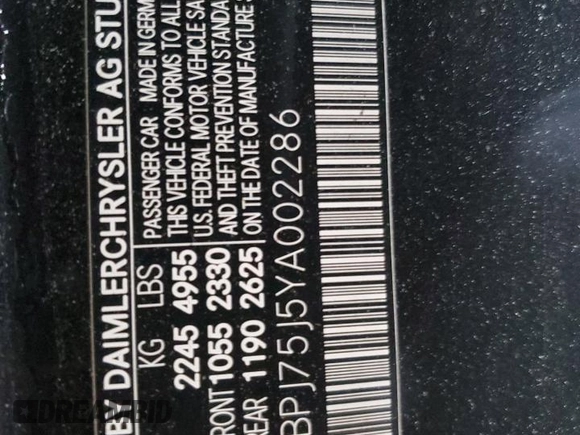 DAIMLERCHRYSLER AG STU
PASSENGER CAR MADE IN GERM
KG LBS THIS VEHICLE CONFORMS TO ALL
2245 4955 U.S. FEDERAL MOTOR VEHICLE SA
FRONT 1055 2330 AND THEFT PREVENTION STANDA
REAR 1190 2625 ON THE DATE OF MANUFACTURE S
BPJ75J5YA002286
DREAMBID